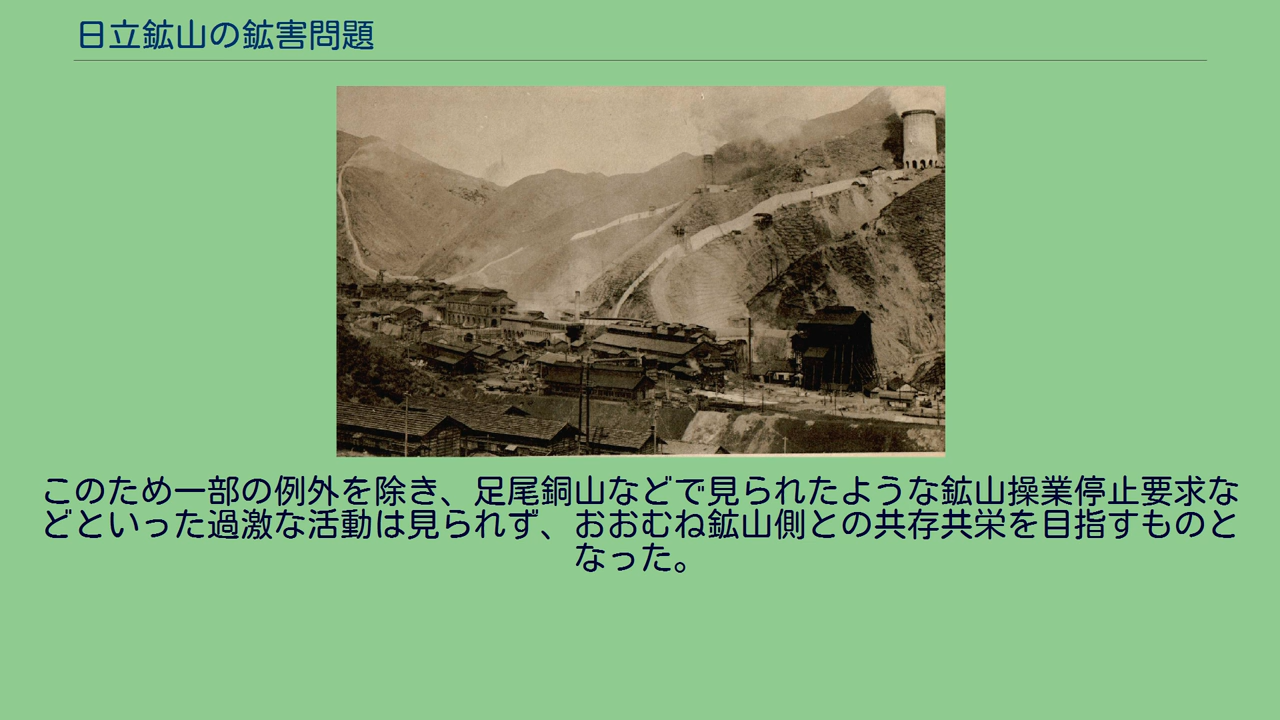 日立鉱山の鉱害問題
このため一部の例外を除き、足尾銅山などで見られたような鉱山操業停止要求な
どといった過激な活動は見られず、おおむね鉱山側との共存共栄を目指すものと
なった。